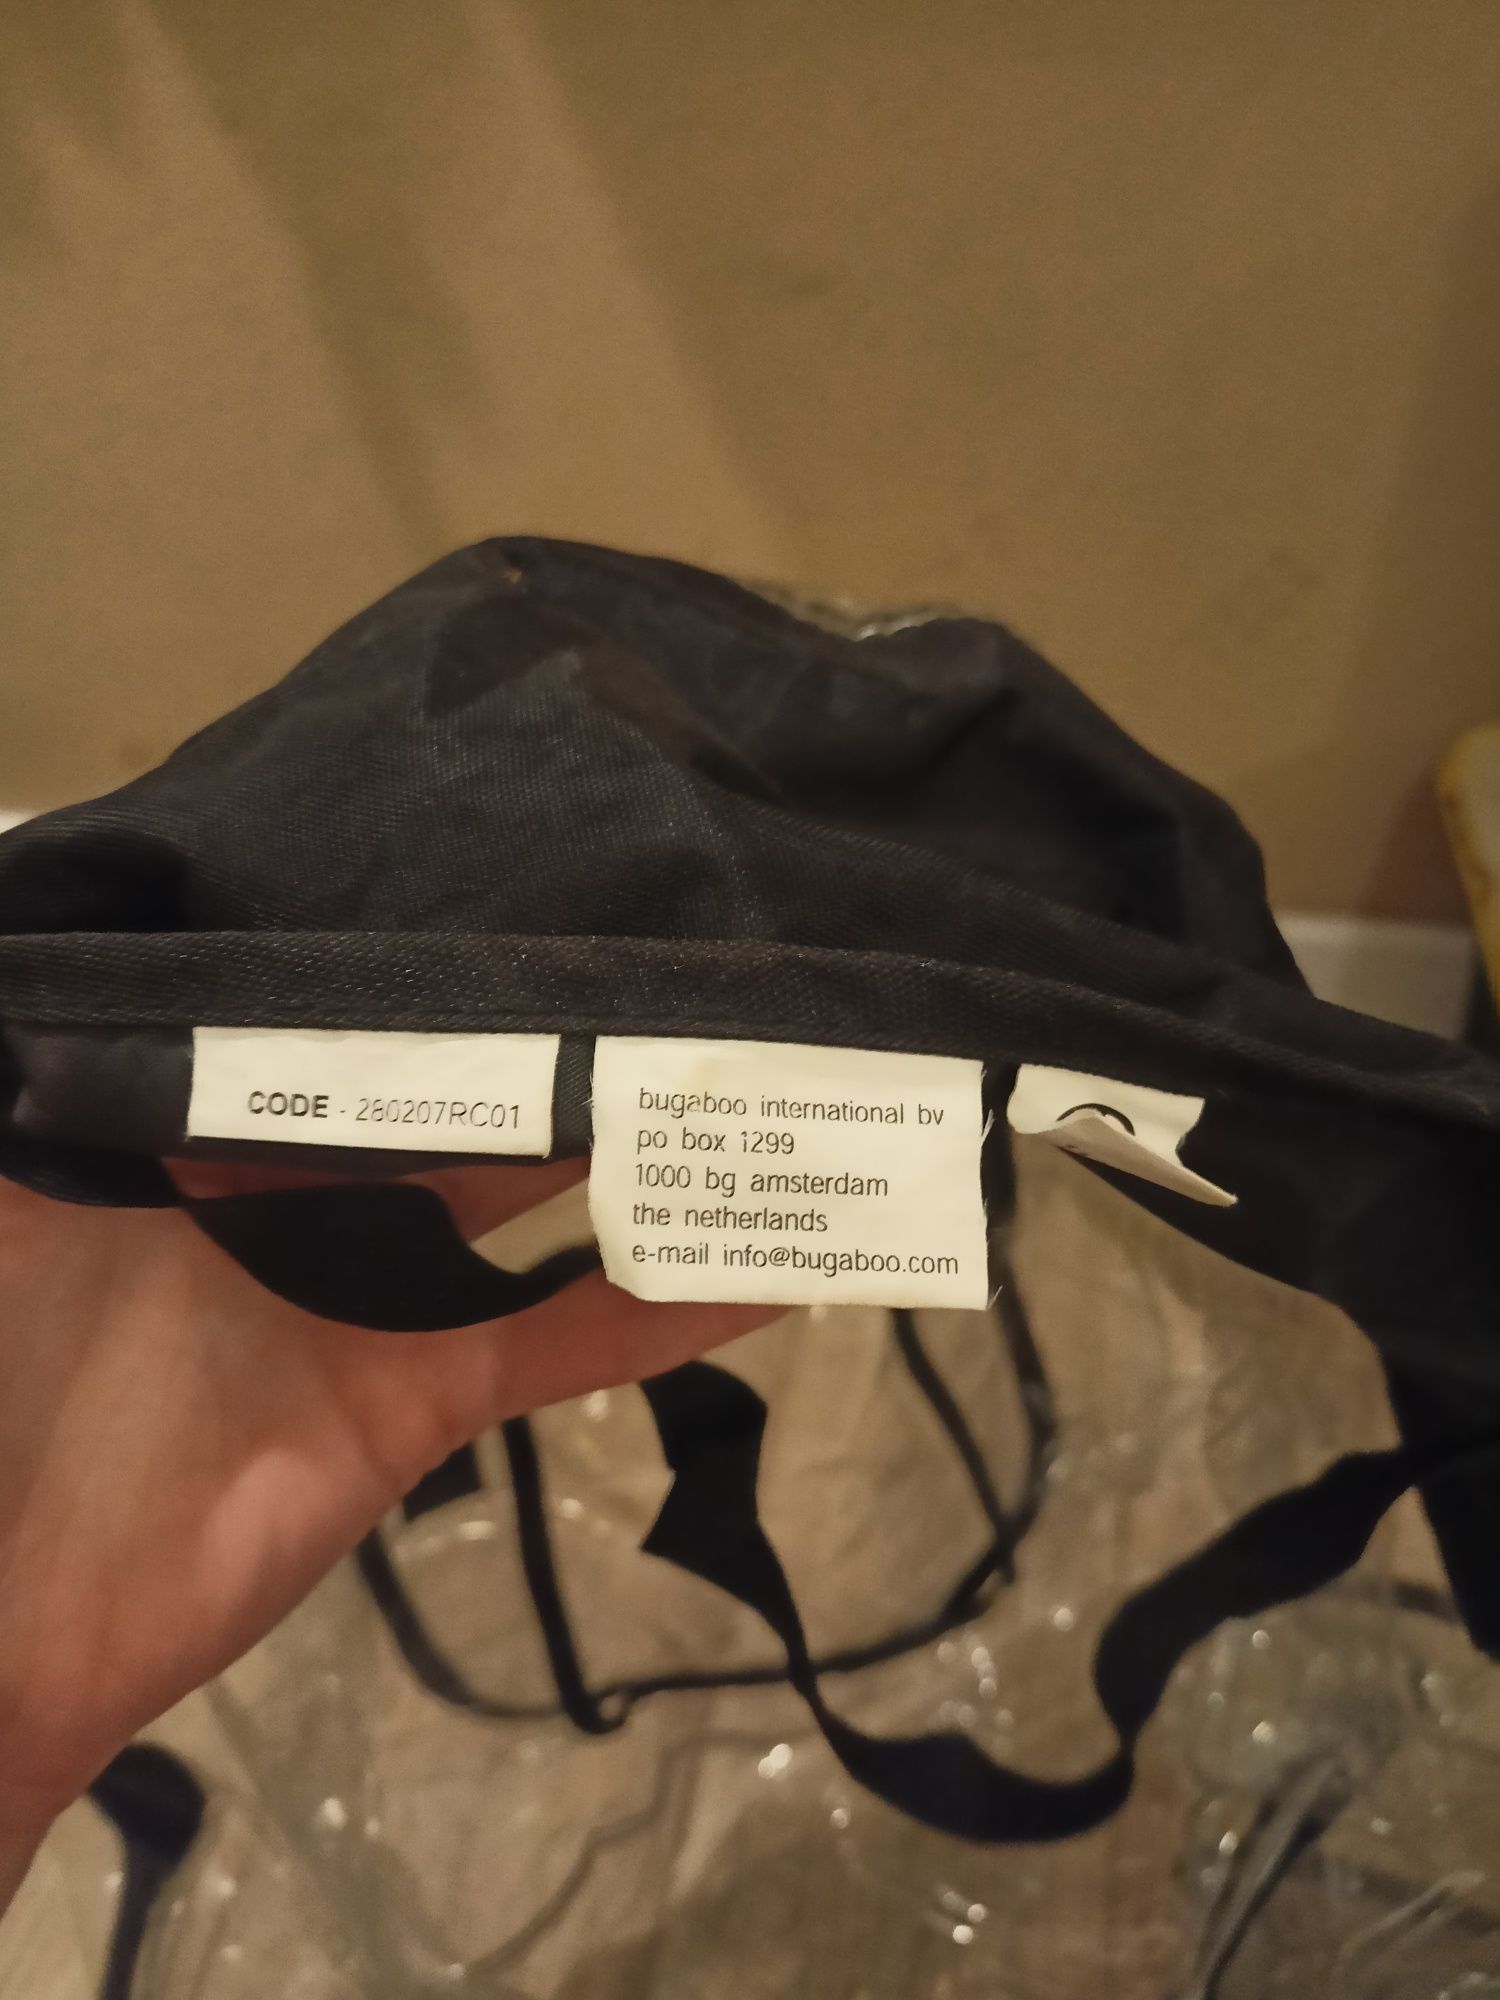 CODE - 280207RC01
bugaboo international bv
po box 1299
1000 bg amsterdam
the netherlands
e-mail info@bugaboo.com